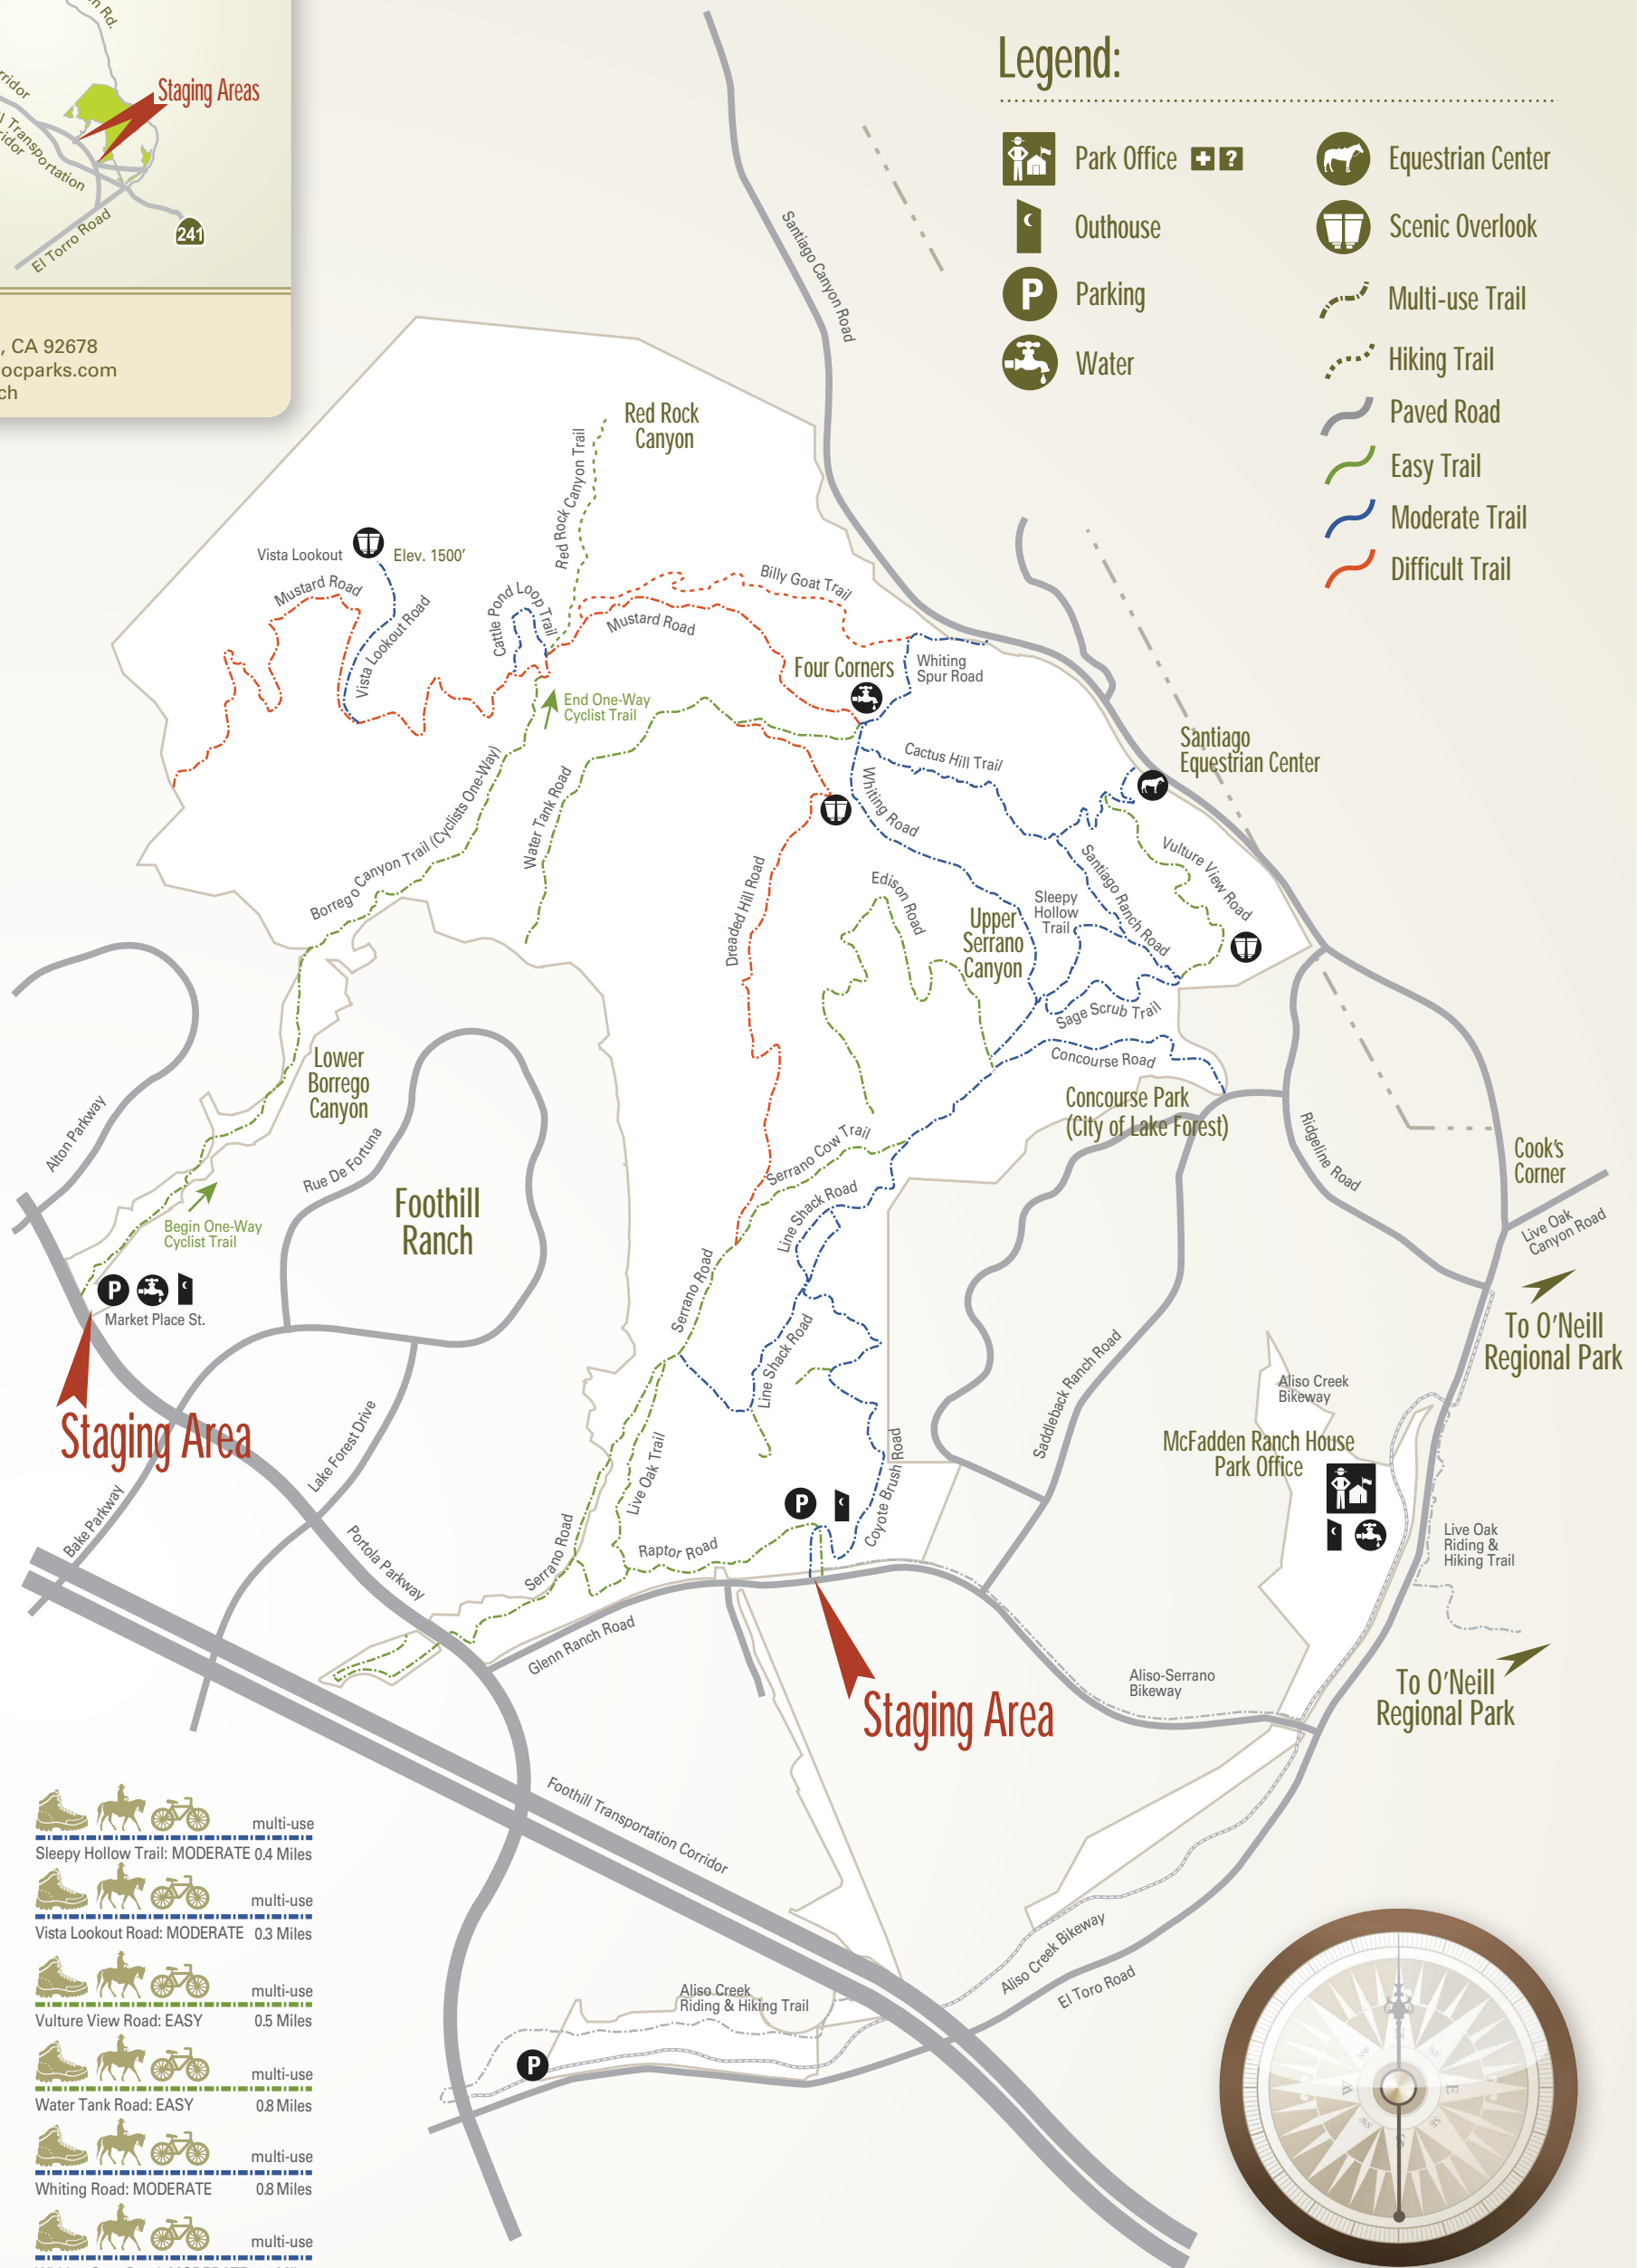 Rd.
Staging Areas
Transportation
El Torro Road
241
, CA 92678
ocparks.com
Legend:
Park Office + ?
Outhouse
P
Parking
Water
Equestrian Center
Scenic Overlook
Multi-use Trail
Hiking Trail
Paved Road
Easy Trail
Moderate Trail
Difficult Trail
Santiago Canyon Road
Red Rock
Canyon
Red Rock Canyon Trail
Vista Lookout
Elev. 1500'
Mustard Road
Vista Lookout Road
Cattle Pond Loop Trail
Billy Goat Trail
Mustard Road
Four Corners
Whiting
Spur Road
End One-Way
Cyclist Trail
Santiago
Equestrian Center
Cactus Hill Trail
Whiting Road
Borrego Canyon Trail (Cyclists One-Way)
Water Tank Road
Dreaded Hill Road
Edison Road
Vulture View Road
Santiago Ranch Road
Sleepy
Hollow
Trail
Upper
Serrano
Canyon
Sage Scrub Trail
Concourse Road
Concourse Park
(City of Lake Forest)
Lower
Borrego
Canyon
Alton Parkway
Rue De Fortuna
Foothill
Ranch
Serrano Cow Trail
Line Shack Road
Ridgeline Road
Cook's
Corner
Live Oak
Canyon Road
Begin One-Way
Cyclist Trail
P
Market Place St.
Serrano Road
Line Shack Road
Saddleback Ranch Road
To O'Neill
Regional Park
Aliso Creek
Bikeway
Staging Area
Lake Forest Drive
Bake Parkway
Portola Parkway
Live Oak Trail
McFadden Ranch House
Park Office
P
Coyote Brush Road
Serrano Road
Raptor Road
Live Oak
Riding &
Hiking Trail
Glenn Ranch Road
Aliso-Serrano
Bikeway
To O'Neill
Regional Park
Staging Area
Foothill Transportation Corridor
Aliso Creek Bikeway
El Toro Road
Aliso Creek
Riding & Hiking Trail
P
multi-use
Sleepy Hollow Trail: MODERATE 0.4 Miles
multi-use
Vista Lookout Road: MODERATE 0.3 Miles
multi-use
Vulture View Road: EASY 0.5 Miles
multi-use
Water Tank Road: EASY 0.8 Miles
multi-use
Whiting Road: MODERATE 0.8 Miles
multi-use
NW
NE
W
E
SW
SE
S